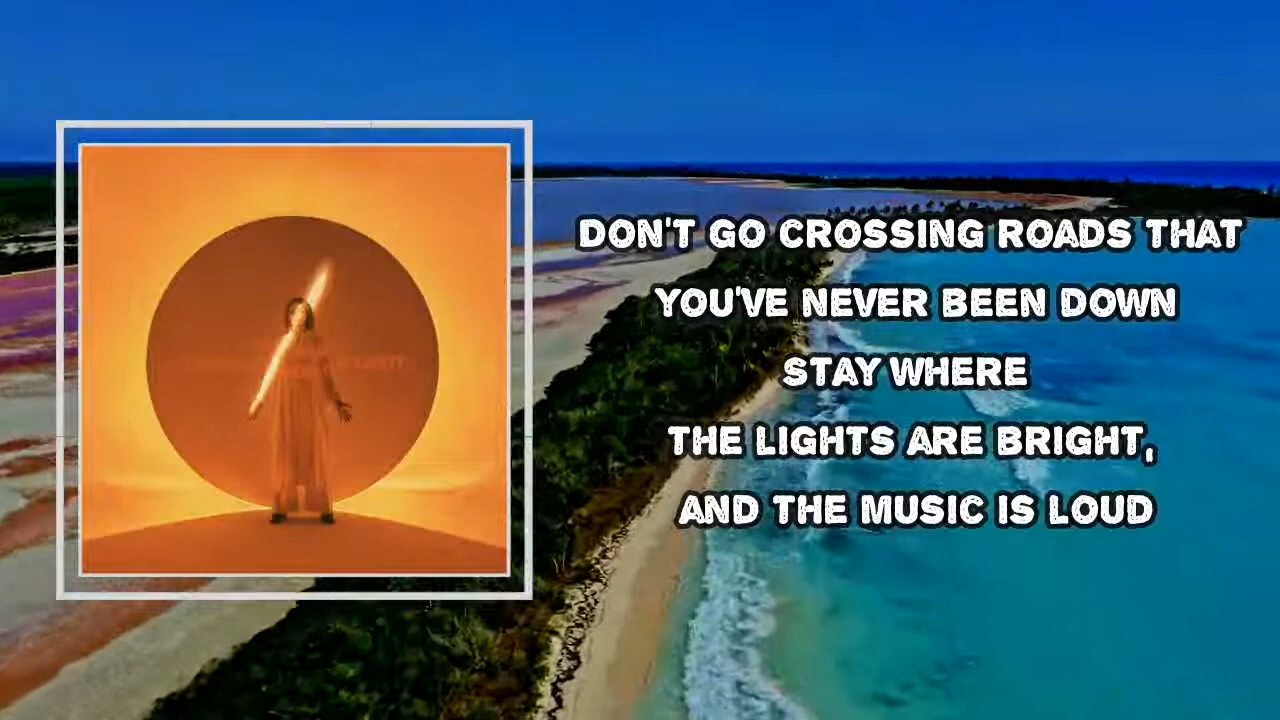 DON'T GO CROSSING ROADS THAT
YOU'VE NEVER BEEN DOWN
STAY WHERE
THE LIGHTS ARE BRIGHT,
AND THE MUSIC IS LOUD